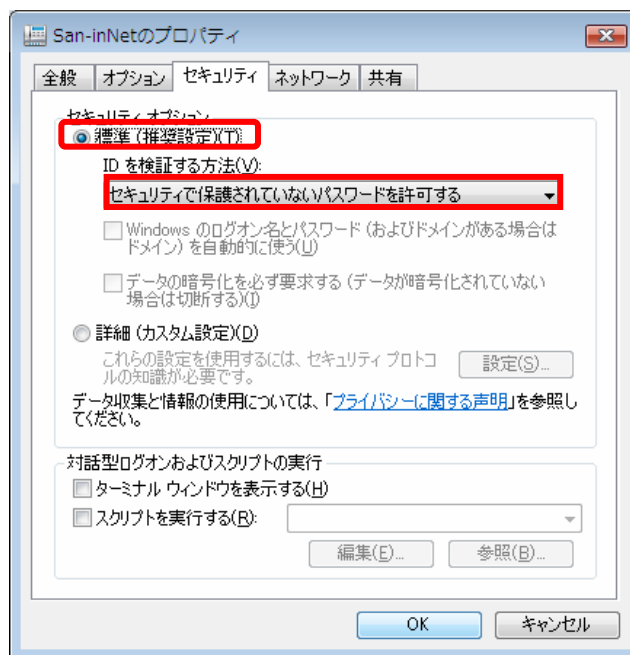 San-inNetのプロパティ
全般 オプション セキュリティ ネットワーク 共有
セキュリティ オプション
標準 (推奨設定)(T)
ID を検証する方法(V):
セキュリティで保護されていないパスワードを許可する
Windows のログオン名とパスワード (およびドメインがある場合は
ドメイン) を自動的に使う(U)
データの暗号化を必ず要求する (データが暗号化されていない
場合は切断する)(I)
詳細 (カスタム設定)(D)
これらの設定を使用するには、セキュリティ プロトコ
ルの知識が必要です。
設定(S)...
データ収集と情報の使用については、「プライバシーに関する声明」を参照し
てください。
対話型ログオンおよびスクリプトの実行
ターミナル ウィンドウを表示する(H)
スクリプトを実行する(R):
編集(E)... 参照(B)...
OK キャンセル